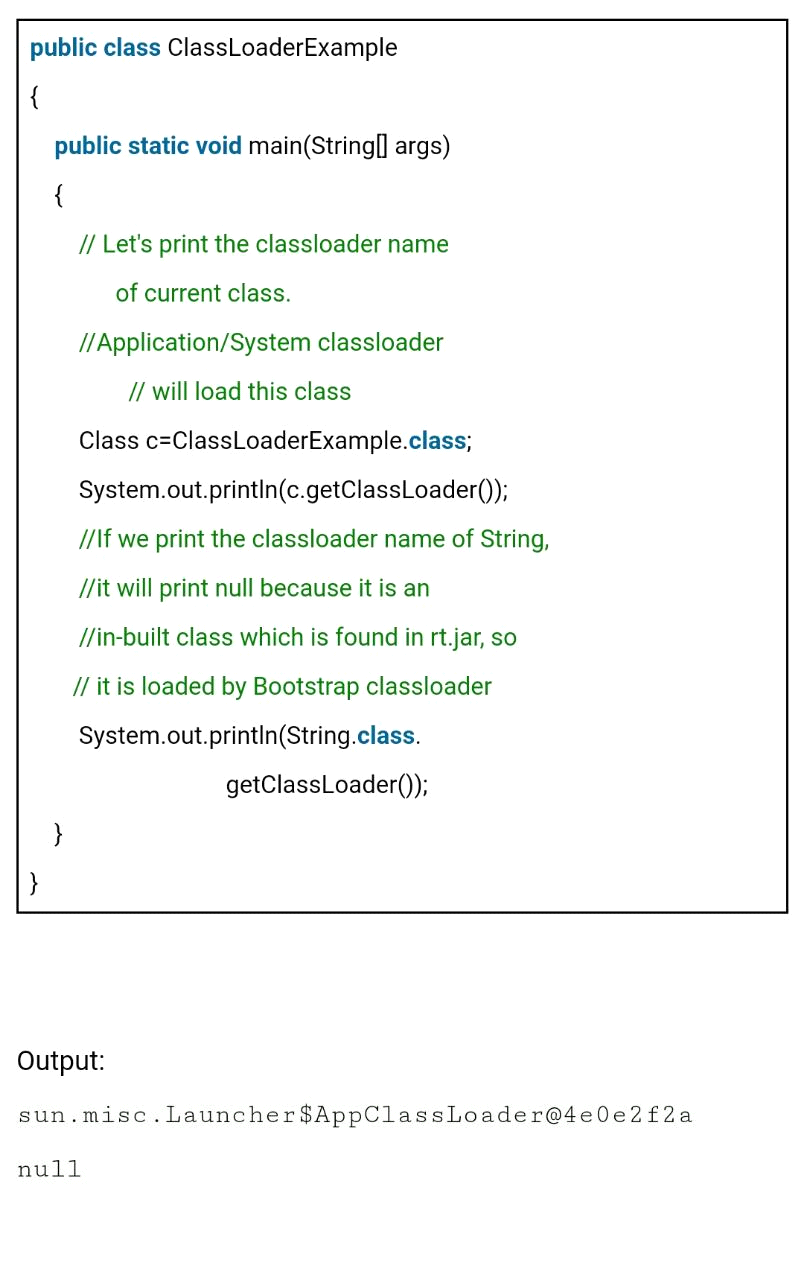 public class ClassLoaderExample
{
public static void main(String[] args)
{
// Let's print the classloader name
of current class.
//Application/System classloader
// will load this class
Class c=ClassLoaderExample.class;
System.out.println(c.getClassLoader());
//If we print the classloader name of String,
//it will print null because it is an
//in-built class which is found in rt.jar, so
// it is loaded by Bootstrap classloader
System.out.println(String.class.
getClassLoader());
}
}
Output:
sun.misc.Launcher$AppClassLoader@4e0e2f2a
null